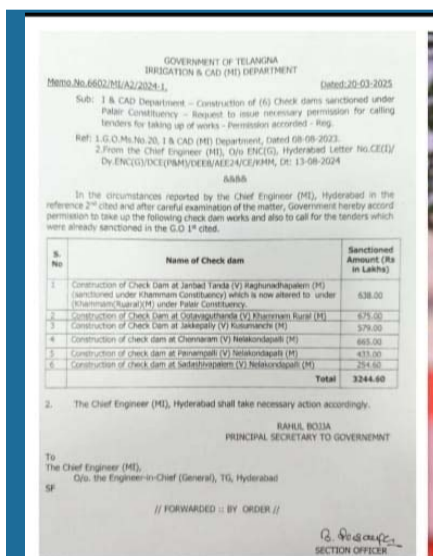 GOVERNMENT OF TELANGNA
IRRIGATION & CAD (MI) DEPARTMENT
Memo.No.6602/MI/A2/2024-1, Dated:20-03-2025
Sub: I & CAD Department – Construction of (6) Check dams sanctioned under
Palair Constituency – Request to issue necessary permission for calling
tenders for taking up of works - Permission accorded - Reg.
Ref: 1.G.O.Ms.No.20, I & CAD (MI) Department, Dated 08-08-2023.
2.From the Chief Engineer (MI), O/o ENC(G), Hyderabad Letter No.CE(I)/
Dy.ENC(G)/DCE(P&M)/DEE8/AEE24/CE/KMM, Dt: 13-08-2024
&&&&
In the circumstances reported by the Chief Engineer (MI), Hyderabad in the
reference 2nd cited and after careful examination of the matter, Government hereby accord
permission to take up the following check dam works and also to call for the tenders which
were already sanctioned in the G.O 1st cited.
S. No Name of Check dam Sanctioned Amount (Rs in Lakhs)
1 Construction of Check Dam at Janbad Tanda (V) Raghunadhapalem (M)
(sanctioned under Khammam Constituency) which is now altered to under
(Khammam(Ruaral)(M) under Palair Constituency. 638.00
2 Construction of Check Dam at (V) Khammam Rural (M) 675.00
3 Construction of Check Dam at Jakkepally (V) Kusumanchi (M) 579.00
4 Construction of check dam at Chennaram (V) Nelakondapalli (M) 665.00
5 Construction of check dam at Painampalli (V) Nelakondapalli (M) 433.00
6 Construction of check dam at Sadashivapalem (V) Nelakondapalli (M) 254.60
Total 3244.60
2. The Chief Engineer (MI), Hyderabad shall take necessary action accordingly.
RAHUL BOJJA
PRINCIPAL SECRETARY TO GOVERNEMNT
To
The Chief Engineer (MI),
O/o. the Engineer-in-Chief (General), TG, Hyderabad
SF
// FORWARDED :: BY ORDER //
SECTION OFFICER